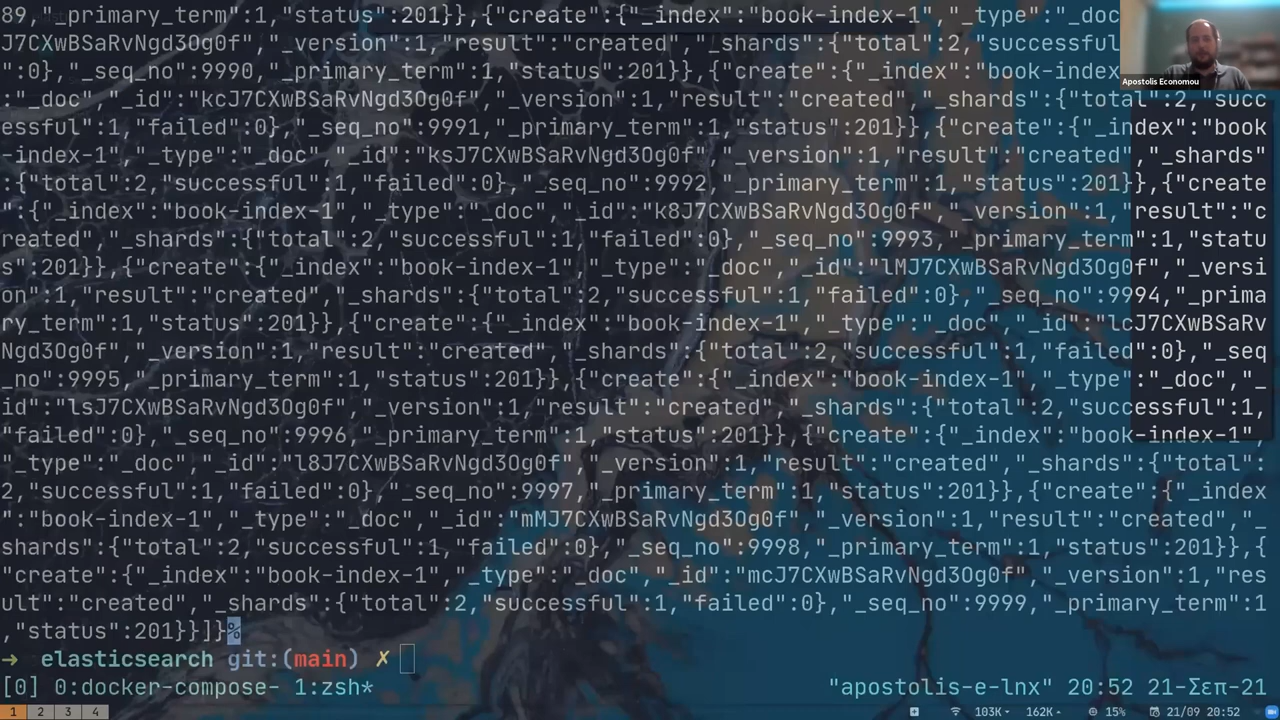 89,"_primary_term":1,"status":201}},{"create":{"_index":"book-index-1","_type":"_doc
J7CXwBSaRvNgd3Og0f","_version":1,"result":"created","_shards":{"total":2,"successful
":0},"_seq_no":9990,"_primary_term":1,"status":201}},{"create":{"_index":"book-index
Apostolis Economou
:"_doc","_id":"kcJ7CXwBSaRvNgd3Og0f","_version":1,"result":"created","_shards":{"total":2,"succ
essful":1,"failed":0},"_seq_no":9991,"_primary_term":1,"status":201}},{"create":{"_index":"book
-index-1","_type":"_doc","_id":"ksJ7CXwBSaRvNgd3Og0f","_version":1,"result":"created","_shards"
:{"total":2,"successful":1,"failed":0},"_seq_no":9992,"_primary_term":1,"status":201}},{"create
":{"_index":"book-index-1","_type":"_doc","_id":"k8J7CXwBSaRvNgd3Og0f","_version":1,"result":"c
reated","_shards":{"total":2,"successful":1,"failed":0},"_seq_no":9993,"_primary_term":1,"statu
s":201}},{"create":{"_index":"book-index-1","_type":"_doc","_id":"lMJ7CXwBSaRvNgd3Og0f","_versi
on":1,"result":"created","_shards":{"total":2,"successful":1,"failed":0},"_seq_no":9994,"_prima
ry_term":1,"status":201}},{"create":{"_index":"book-index-1","_type":"_doc","_id":"lcJ7CXwBSaRv
Ngd3Og0f","_version":1,"result":"created","_shards":{"total":2,"successful":1,"failed":0},"_seq
_no":9995,"_primary_term":1,"status":201}},{"create":{"_index":"book-index-1","_type":"_doc","_
id":"lsJ7CXwBSaRvNgd3Og0f","_version":1,"result":"created","_shards":{"total":2,"successful":1,
"failed":0},"_seq_no":9996,"_primary_term":1,"status":201}},{"create":{"_index":"book-index-1",
"_type":"_doc","_id":"l8J7CXwBSaRvNgd3Og0f","_version":1,"result":"created","_shards":{"total":
2,"successful":1,"failed":0},"_seq_no":9997,"_primary_term":1,"status":201}},{"create":{"_index
":"book-index-1","_type":"_doc","_id":"mMJ7CXwBSaRvNgd3Og0f","_version":1,"result":"created","_
shards":{"total":2,"successful":1,"failed":0},"_seq_no":9998,"_primary_term":1,"status":201}},{
"create":{"_index":"book-index-1","_type":"_doc","_id":"mcJ7CXwBSaRvNgd3Og0f","_version":1,"res
ult":"created","_shards":{"total":2,"successful":1,"failed":0},"_seq_no":9999,"_primary_term":1
,"status":201}}]}%
→ elasticsearch git:(main) ✗
[0] 0:docker-compose- 1:zsh* "apostolis-e-lnx" 20:52 21-Σεπ-21
1 2 3 4 103K 162K 15% 21/09 20:52